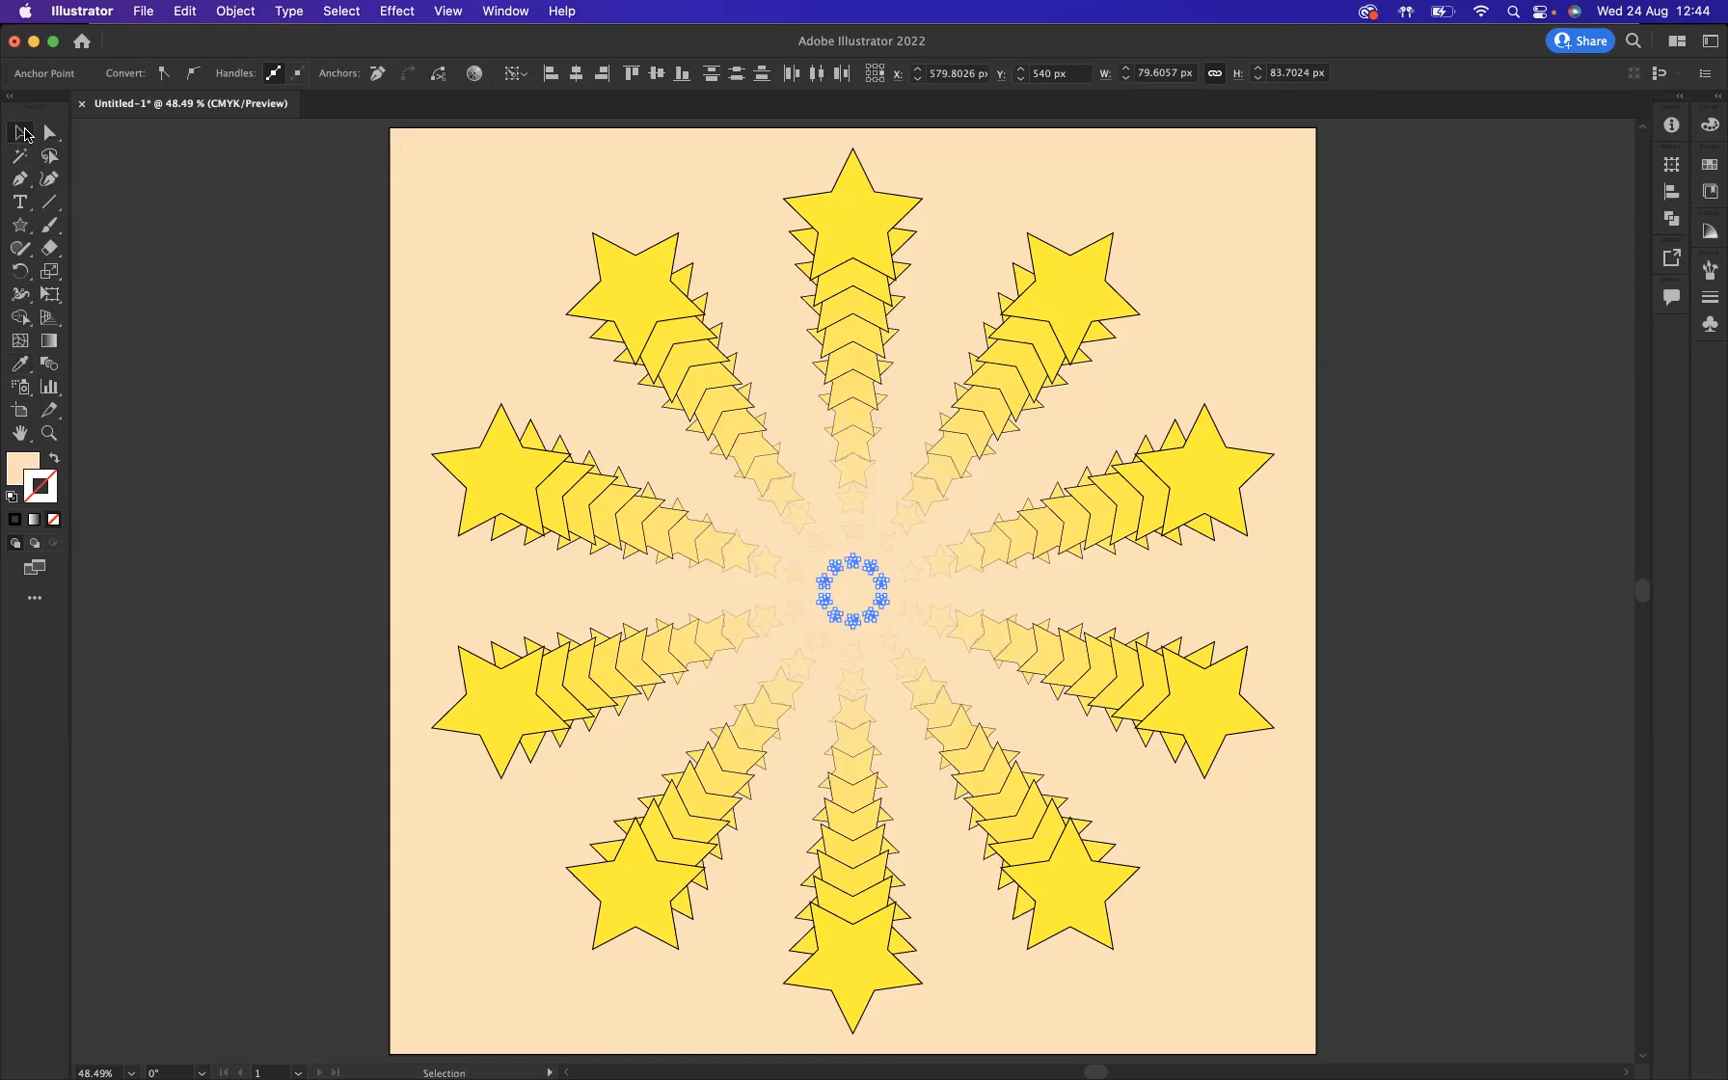 Illustrator File Edit Object Type Select Effect View Window Help Wed 24 Aug 12:44
Adobe Illustrator 2022 Share
Anchor Point Convert: Handles: Anchors: X: 579.8026 p Y: 540 px W: 79.6057 px H: 83.7024 px
× Untitled-1* @ 48.49 % (CMYK/Preview)
T
48.49% 0° 1 Selection